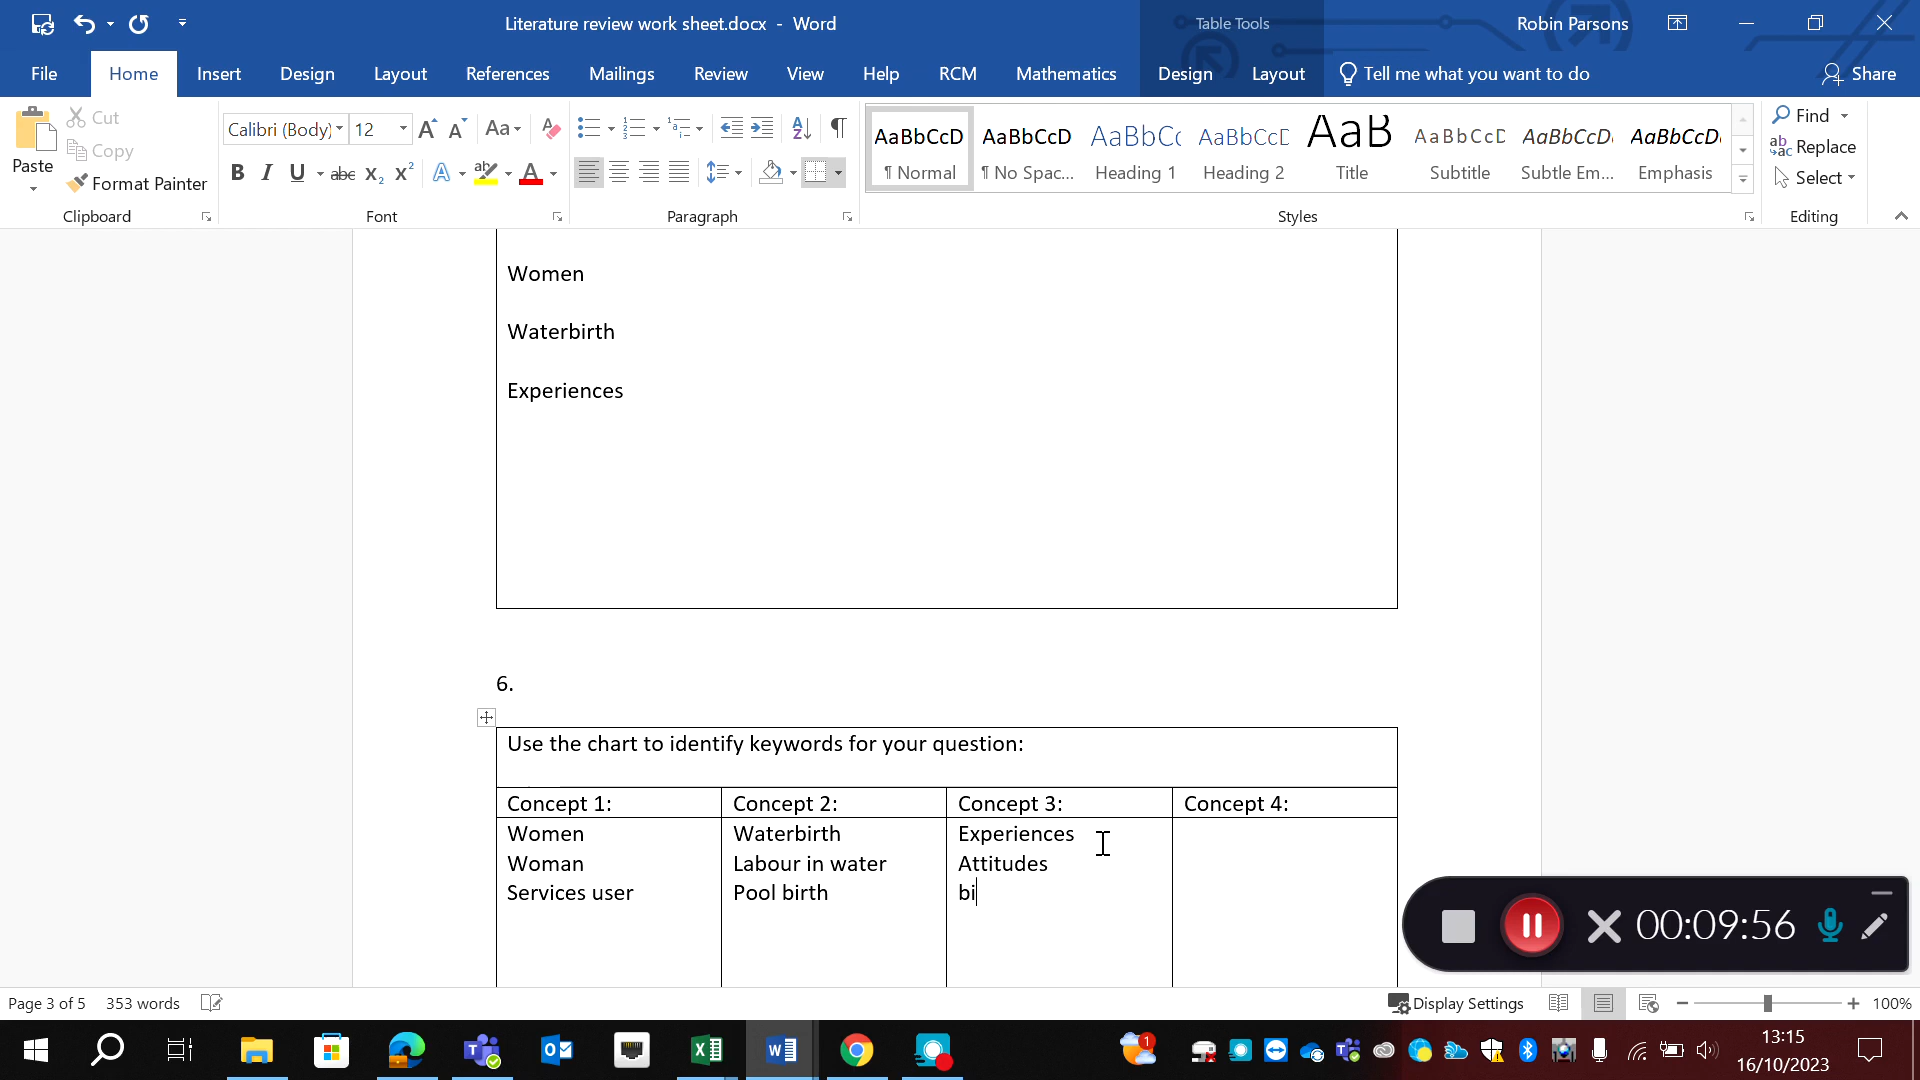 Literature review work sheet.docx - Word
Table Tools
Robin Parsons
File
Home
Insert
Design
Layout
References
Mailings
Review
View
Help
RCM
Mathematics
Design
Layout
Tell me what you want to do
Share
Paste
Cut
Copy
Format Painter
Clipboard
Calibri (Body)
12
Font
Paragraph
AaBbCcD
¶ Normal
AaBbCcD
¶ No Spac...
AaBbCc
Heading 1
AaBbCcD
Heading 2
AaB
Title
AaBbCcD
Subtitle
AaBbCcD
Subtle Em...
AaBbCcD
Emphasis
Styles
Find
Replace
Select
Editing
Women
Waterbirth
Experiences
6.
Use the chart to identify keywords for your question:
Concept 1:
Concept 2:
Concept 3:
Concept 4:
Women
Waterbirth
Experiences
Woman
Labour in water
Attitudes
Services user
Pool birth
bi
00:09:56
Page 3 of 5
353 words
Display Settings
100%
1
13:15
16/10/2023